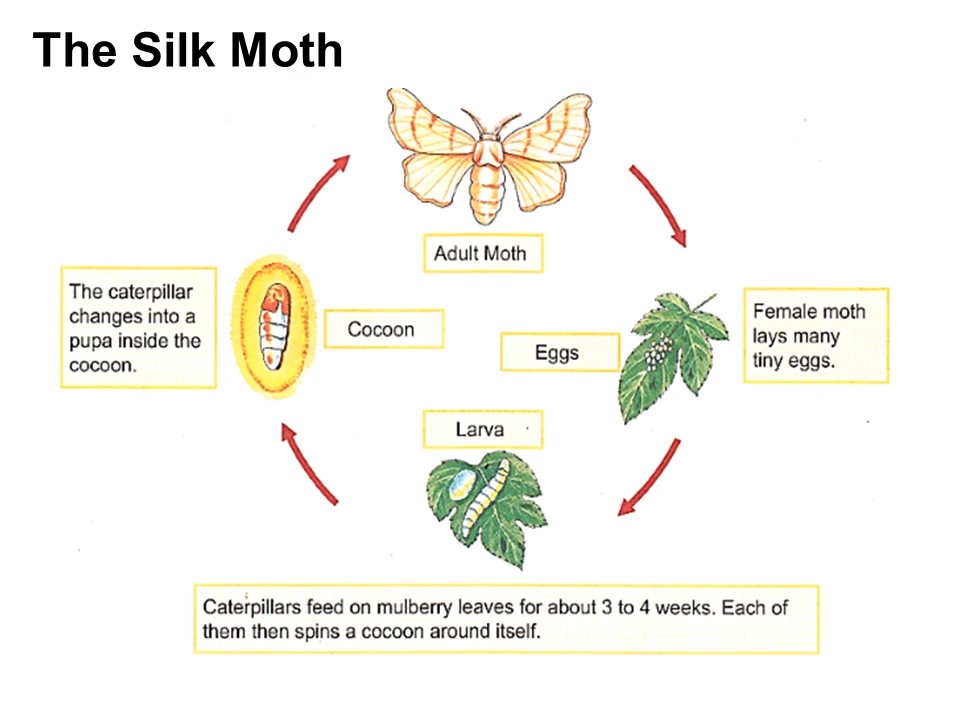 The Silk Moth
Adult Moth
The caterpillar
changes into a
pupa inside the
cocoon.
Cocoon
Eggs
Female moth
lays many
tiny eggs.
Larva
Caterpillars feed on mulberry leaves for about 3 to 4 weeks. Each of
them then spins a cocoon around itself.